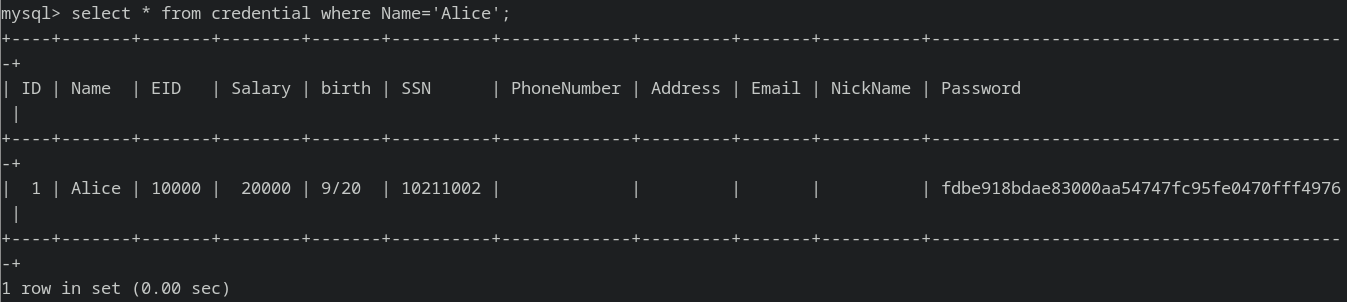 mysql> select * from credential where Name='Alice';
+----+-------+-------+--------+-------+----------+-------------+---------+-------+----------+-----------------------------------------
-+
| ID | Name  | EID   | Salary | birth | SSN      | PhoneNumber | Address | Email | NickName | Password
 |
+----+-------+-------+--------+-------+----------+-------------+---------+-------+----------+-----------------------------------------
-+
|  1 | Alice | 10000 |  20000 | 9/20  | 10211002 |             |         |       |          | fdbe918bdae83000aa54747fc95fe0470fff4976
 |
+----+-------+-------+--------+-------+----------+-------------+---------+-------+----------+-----------------------------------------
-+
1 row in set (0.00 sec)